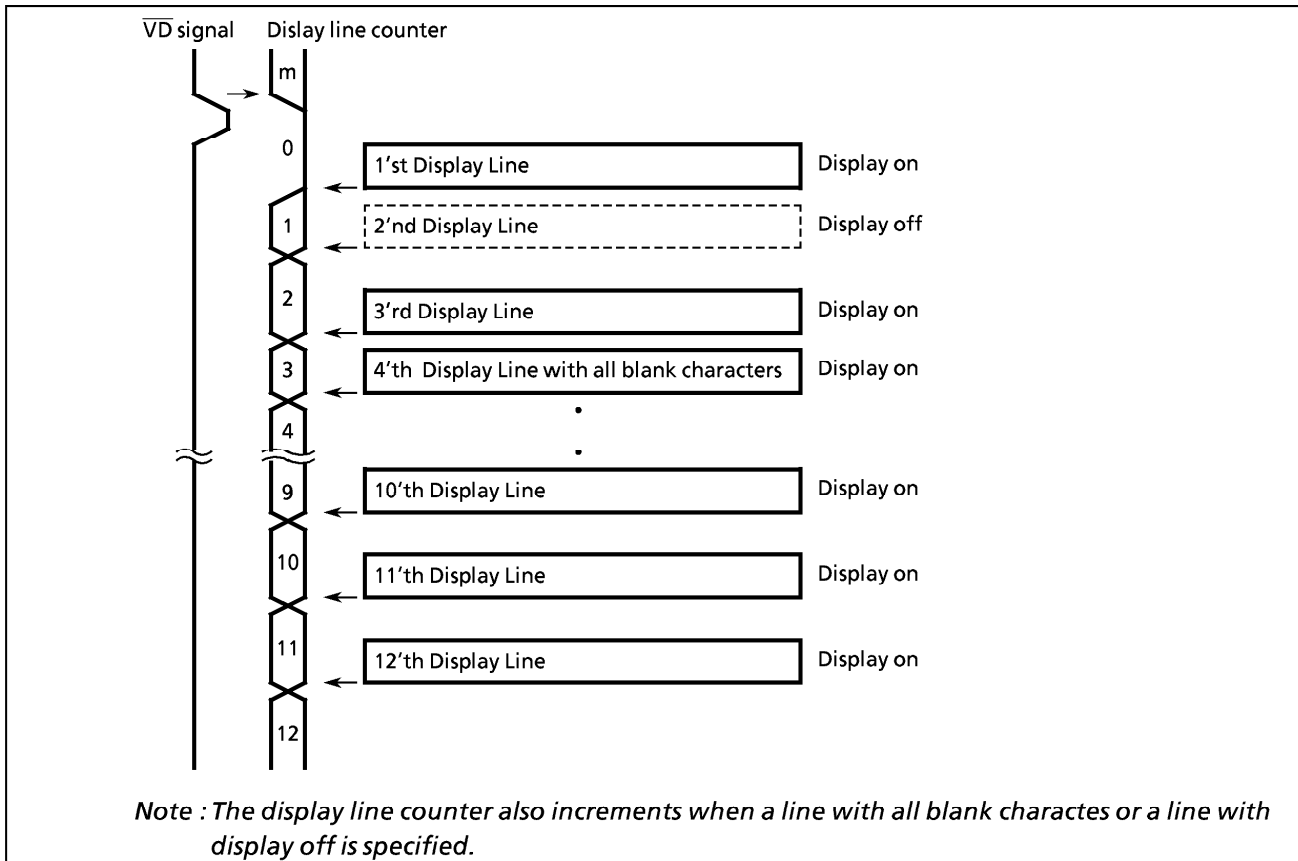 V̅D̅ signal Dislay line counter
m
0
1'st Display Line Display on
1 2'nd Display Line Display off
2
3'rd Display Line Display on
3 4'th Display Line with all blank characters Display on
4
9 10'th Display Line Display on
10 11'th Display Line Display on
11 12'th Display Line Display on
12
Note : The display line counter also increments when a line with all blank charactes or a line with
display off is specified.